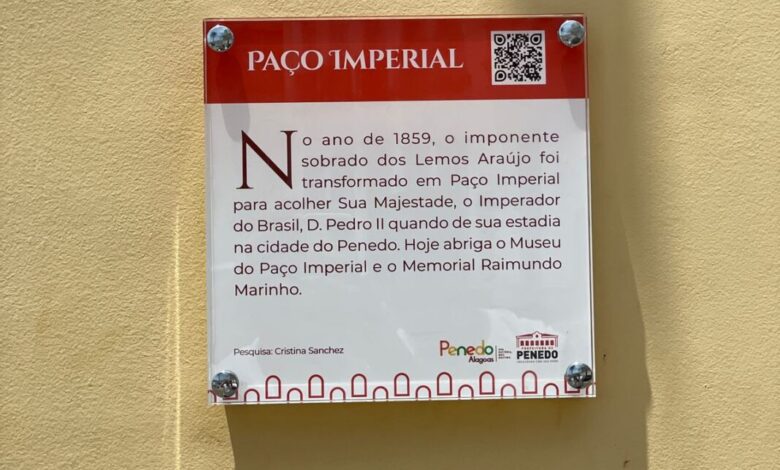 PAÇO IMPERIAL
No ano de 1859, o imponente
sobrado dos Lemos Araújo foi
transformado em Paço Imperial
para acolher Sua Majestade, o Imperador
do Brasil, D. Pedro II quando de sua estadia
na cidade do Penedo. Hoje abriga o Museu
do Paço Imperial e o Memorial Raimundo
Marinho.
Pesquisa: Cristina Sanchez
Penedo
Alagoas
PREFEITURA DE
PENEDO